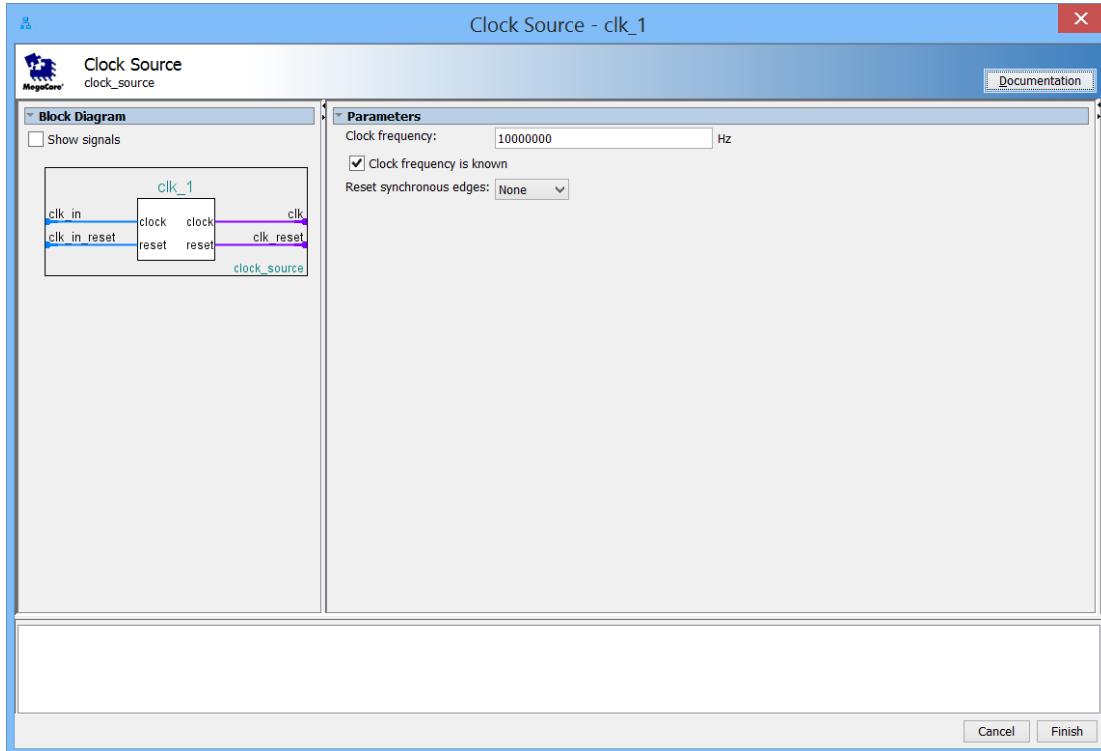 Clock Source - clk_1
Clock Source
MegaCore®
clock_source
Documentation
Block Diagram
Show signals
clk_1
clk_in
clock
clock
clk
clk_in_reset
reset
reset
clk_reset
clock_source
Parameters
Clock frequency: 10000000 Hz
Clock frequency is known
Reset synchronous edges: None
Cancel
Finish